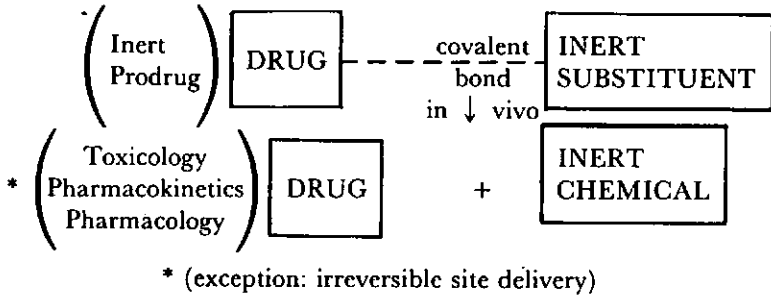 Inert
Prodrug
DRUG
covalent
bond
in ↓ vivo
INERT
SUBSTITUENT
*
Toxicology
Pharmacokinetics
Pharmacology
DRUG
+
INERT
CHEMICAL
* (exception: irreversible site delivery)